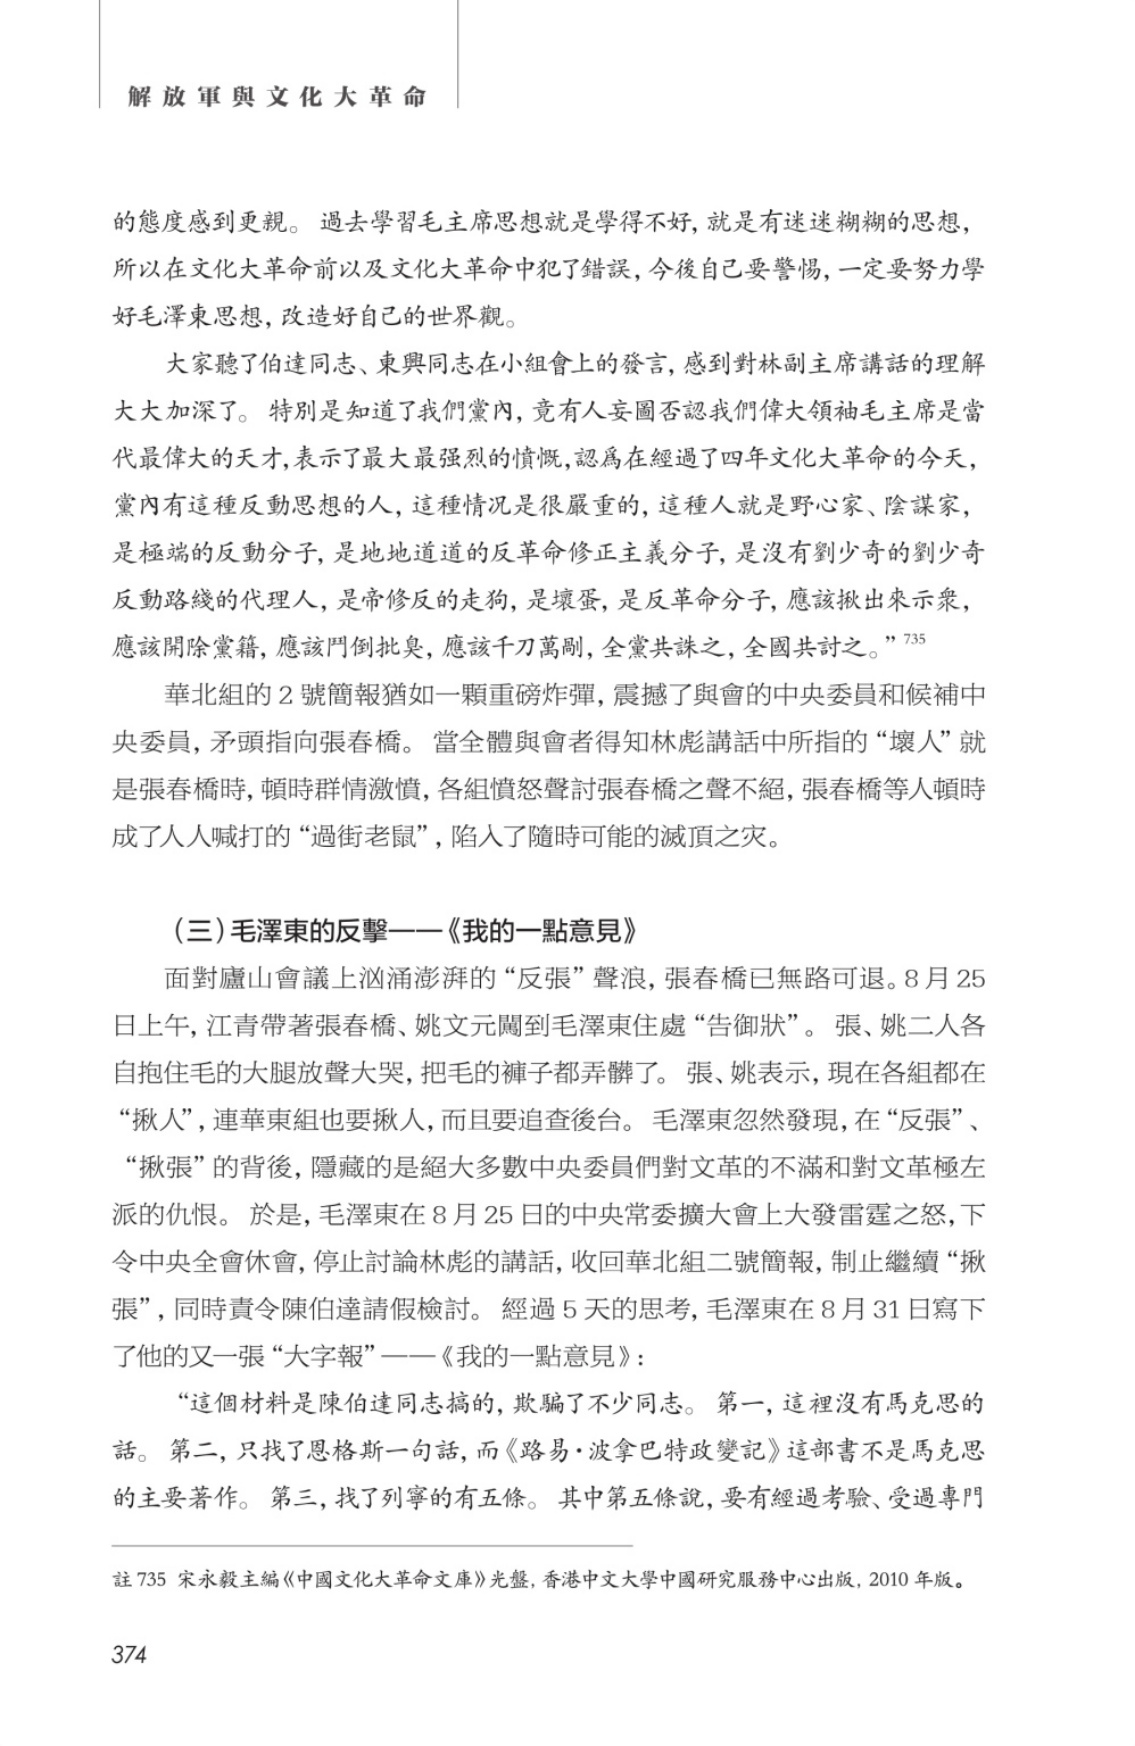 解放軍與文化大革命
的態度感到更親。 過去學習毛主席思想就是學得不好, 就是有迷迷糊糊的思想,
所以在文化大革命前以及文化大革命中犯了錯誤, 今後自己要警惕, 一定要努力學
好毛澤東思想, 改造好自己的世界觀。
大家聽了伯達同志、東興同志在小組會上的發言, 感到對林副主席講話的理解
大大加深了。 特別是知道了我們黨內, 竟有人妄圖否認我們偉大領袖毛主席是當
代最偉大的天才, 表示了最大最强烈的憤慨, 認爲在經過了四年文化大革命的今天,
黨內有這種反動思想的人, 這種情况是很嚴重的, 這種人就是野心家、陰謀家,
是極端的反動分子, 是地地道道的反革命修正主義分子, 是沒有劉少奇的劉少奇
反動路綫的代理人, 是帝修反的走狗, 是壞蛋, 是反革命分子, 應該揪出來示衆,
應該開除黨籍, 應該鬥倒批臭, 應該千刀萬剮, 全黨共誅之, 全國共討之。” 735
華北組的 2 號簡報猶如一顆重磅炸彈, 震撼了與會的中央委員和候補中
央委員, 矛頭指向張春橋。 當全體與會者得知林彪講話中所指的 “壞人” 就
是張春橋時, 頓時群情激憤, 各組憤怒聲討張春橋之聲不絕, 張春橋等人頓時
成了人人喊打的 “過街老鼠” , 陷入了隨時可能的滅頂之灾。
（三）毛澤東的反擊——《我的一點意見》
面對廬山會議上汹涌澎湃的 “反張” 聲浪, 張春橋已無路可退。8 月 25
日上午, 江青帶著張春橋、姚文元闖到毛澤東住處 “告御狀” 。 張、姚二人各
自抱住毛的大腿放聲大哭, 把毛的褲子都弄髒了。 張、姚表示, 現在各組都在
“揪人” , 連華東組也要揪人, 而且要追查後台。 毛澤東忽然發現, 在 “反張” 、
“揪張” 的背後, 隱藏的是絕大多數中央委員們對文革的不滿和對文革極左
派的仇恨。 於是, 毛澤東在 8 月 25 日的中央常委擴大會上大發雷霆之怒, 下
令中央全會休會, 停止討論林彪的講話, 收回華北組二號簡報, 制止繼續 “揪
張” , 同時責令陳伯達請假檢討。 經過 5 天的思考, 毛澤東在 8 月 31 日寫下
了他的又一張 “大字報” ——《我的一點意見》:
“這個材料是陳伯達同志搞的, 欺騙了不少同志。 第一, 這裡沒有馬克思的
話。 第二, 只找了恩格斯一句話, 而《路易·波拿巴特政變記》這部書不是馬克思
的主要著作。 第三, 找了列寧的有五條。 其中第五條說, 要有經過考驗、受過專門
註 735 宋永毅主編《中國文化大革命文庫》光盤, 香港中文大學中國研究服務中心出版, 2010 年版。
374